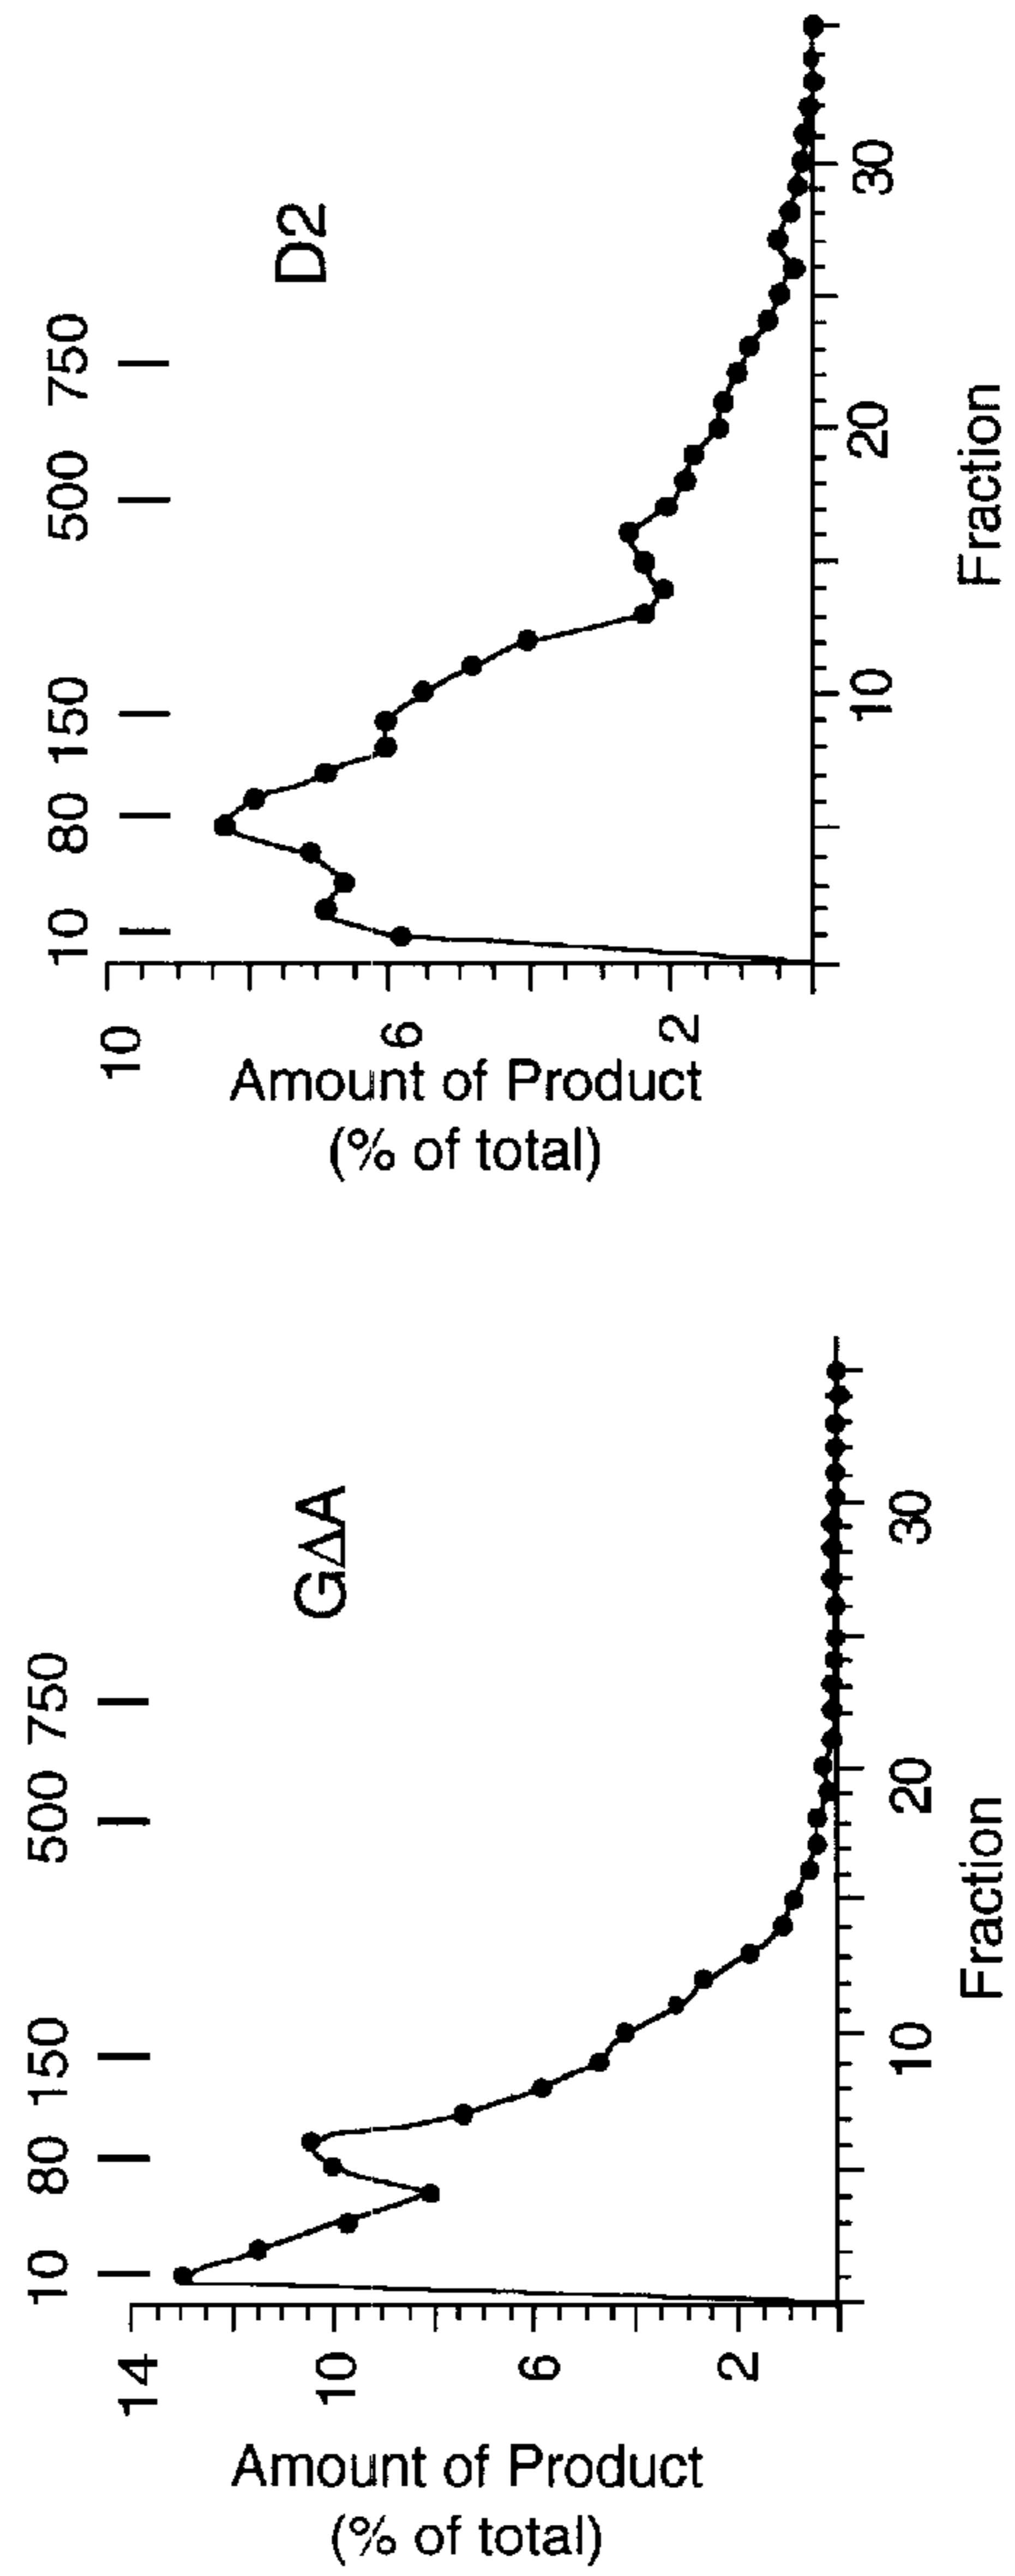 10 80 150 500 750
GΔA
14
10
6
2
Amount of Product
(% of total)
10 20 30
Fraction
10 80 150 500 750
D2
10
6
2
Amount of Product
(% of total)
10 20 30
Fraction